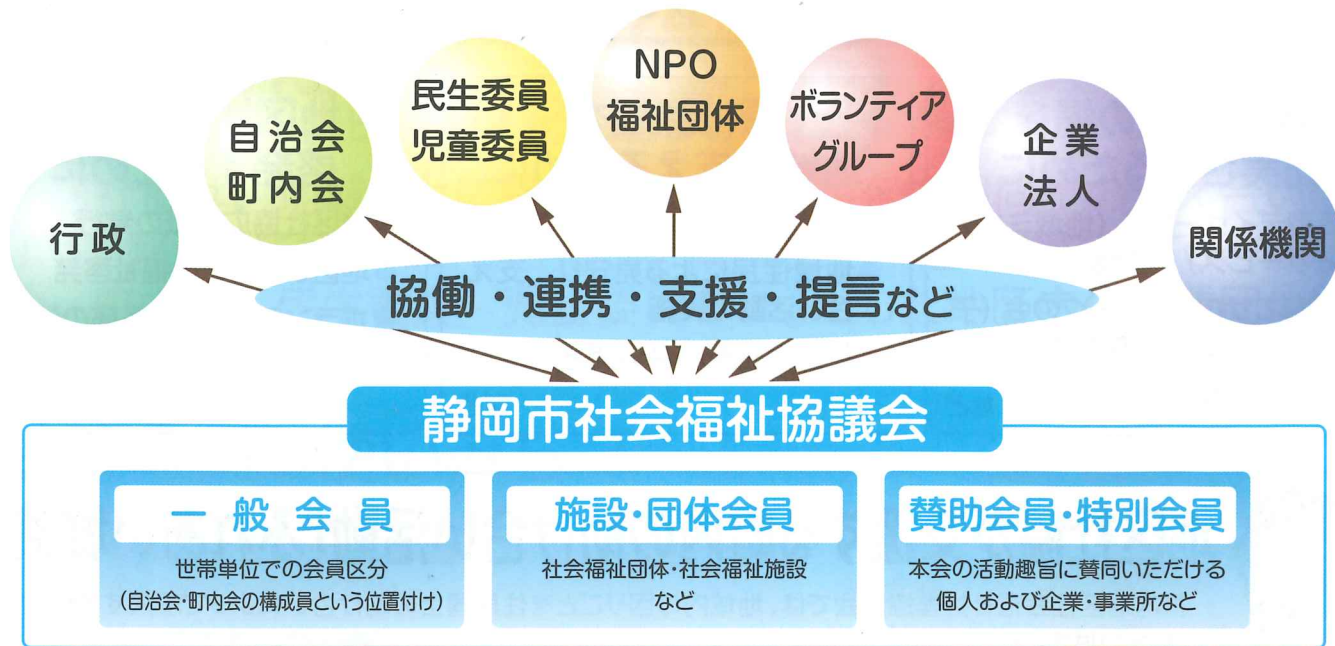 行政
自治会
町内会
民生委員
児童委員
NPO
福祉団体
ボランティア
グループ
企業
法人
関係機関
協働・連携・支援・提言など
静岡市社会福祉協議会
一般会員
世帯単位での会員区分
(自治会・町内会の構成員という位置付け)
施設・団体会員
社会福祉団体・社会福祉施設
など
賛助会員・特別会員
本会の活動趣旨に賛同いただける
個人および企業・事業所など